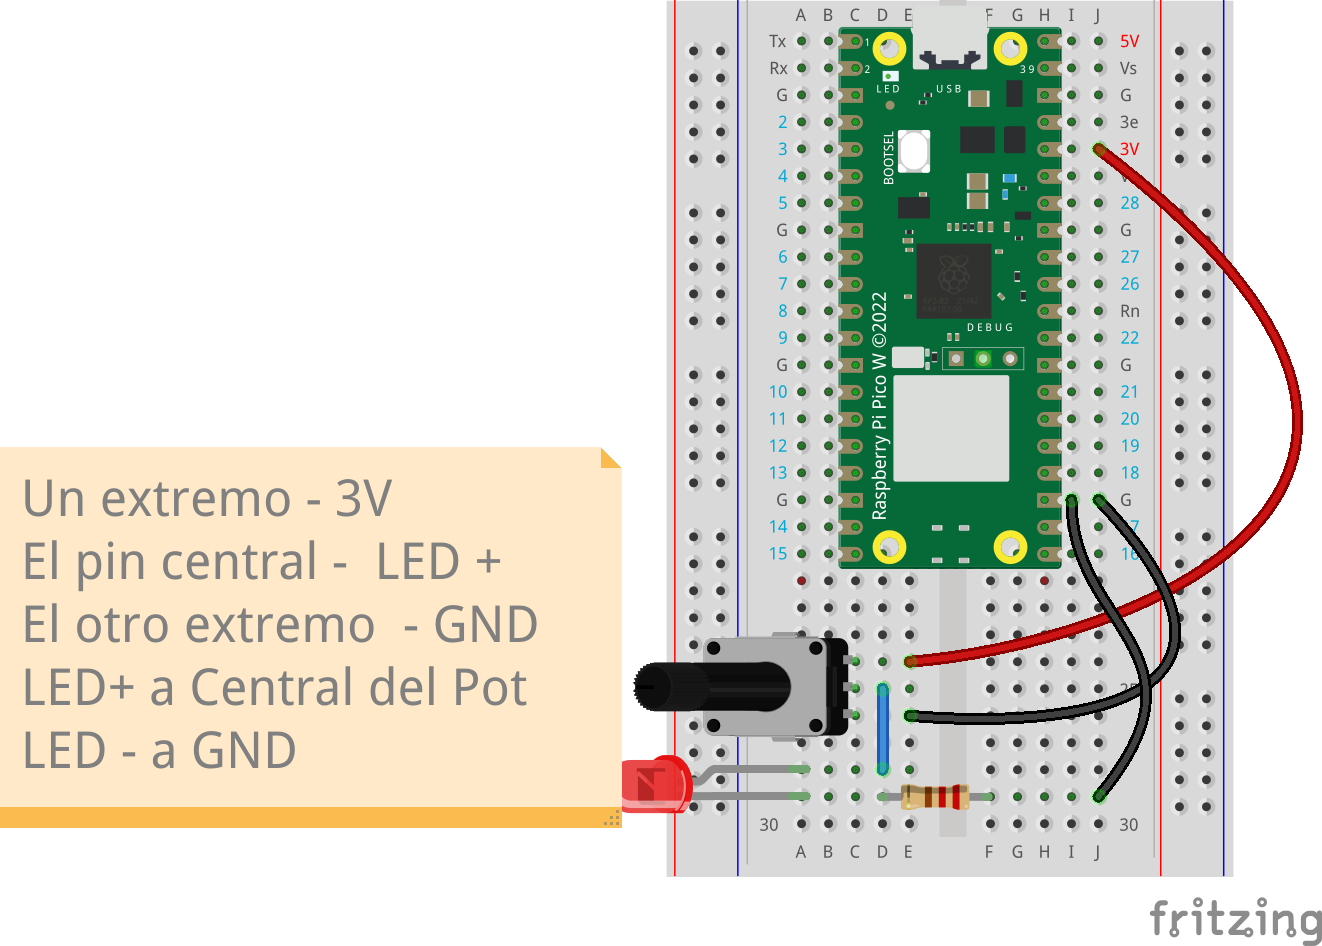 A B C D E F G H I J
Tx 1 5V
Rx 2 39 Vs
LED USB
G G
2 3e
3 3V
BOOTSEL
4
5 28
G G
6 27
7 26
8 Rn
DEBUG
9 22
G G
10 21
11 20
12 19
13 18
G G
14
15 16
Raspberry Pi Pico W ©2022
Un extremo - 3V
El pin central - LED +
El otro extremo - GND
LED+ a Central del Pot
LED - a GND
30 30
A B C D E F G H I J
fritzing